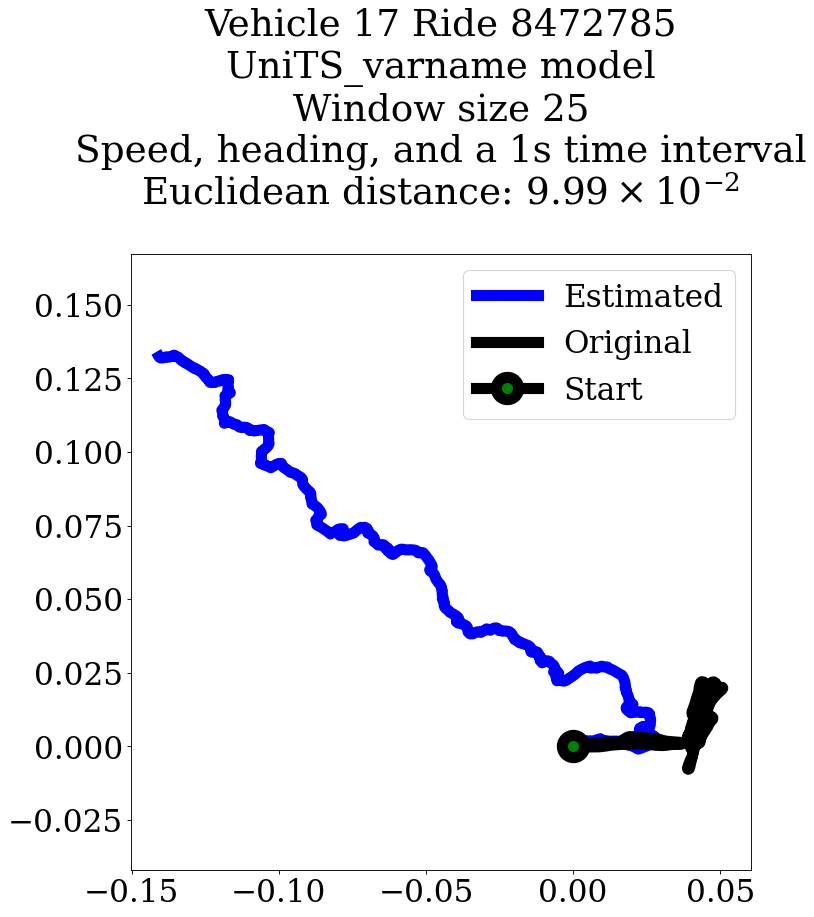 Vehicle 17 Ride 8472785
UniTS_varname model
Window size 25
Speed, heading, and a 1s time interval
Euclidean distance: 9.99 × 10⁻²
Estimated
Original
Start
0.150
0.125
0.100
0.075
0.050
0.025
0.000
−0.025
−0.15 −0.10 −0.05 0.00 0.05